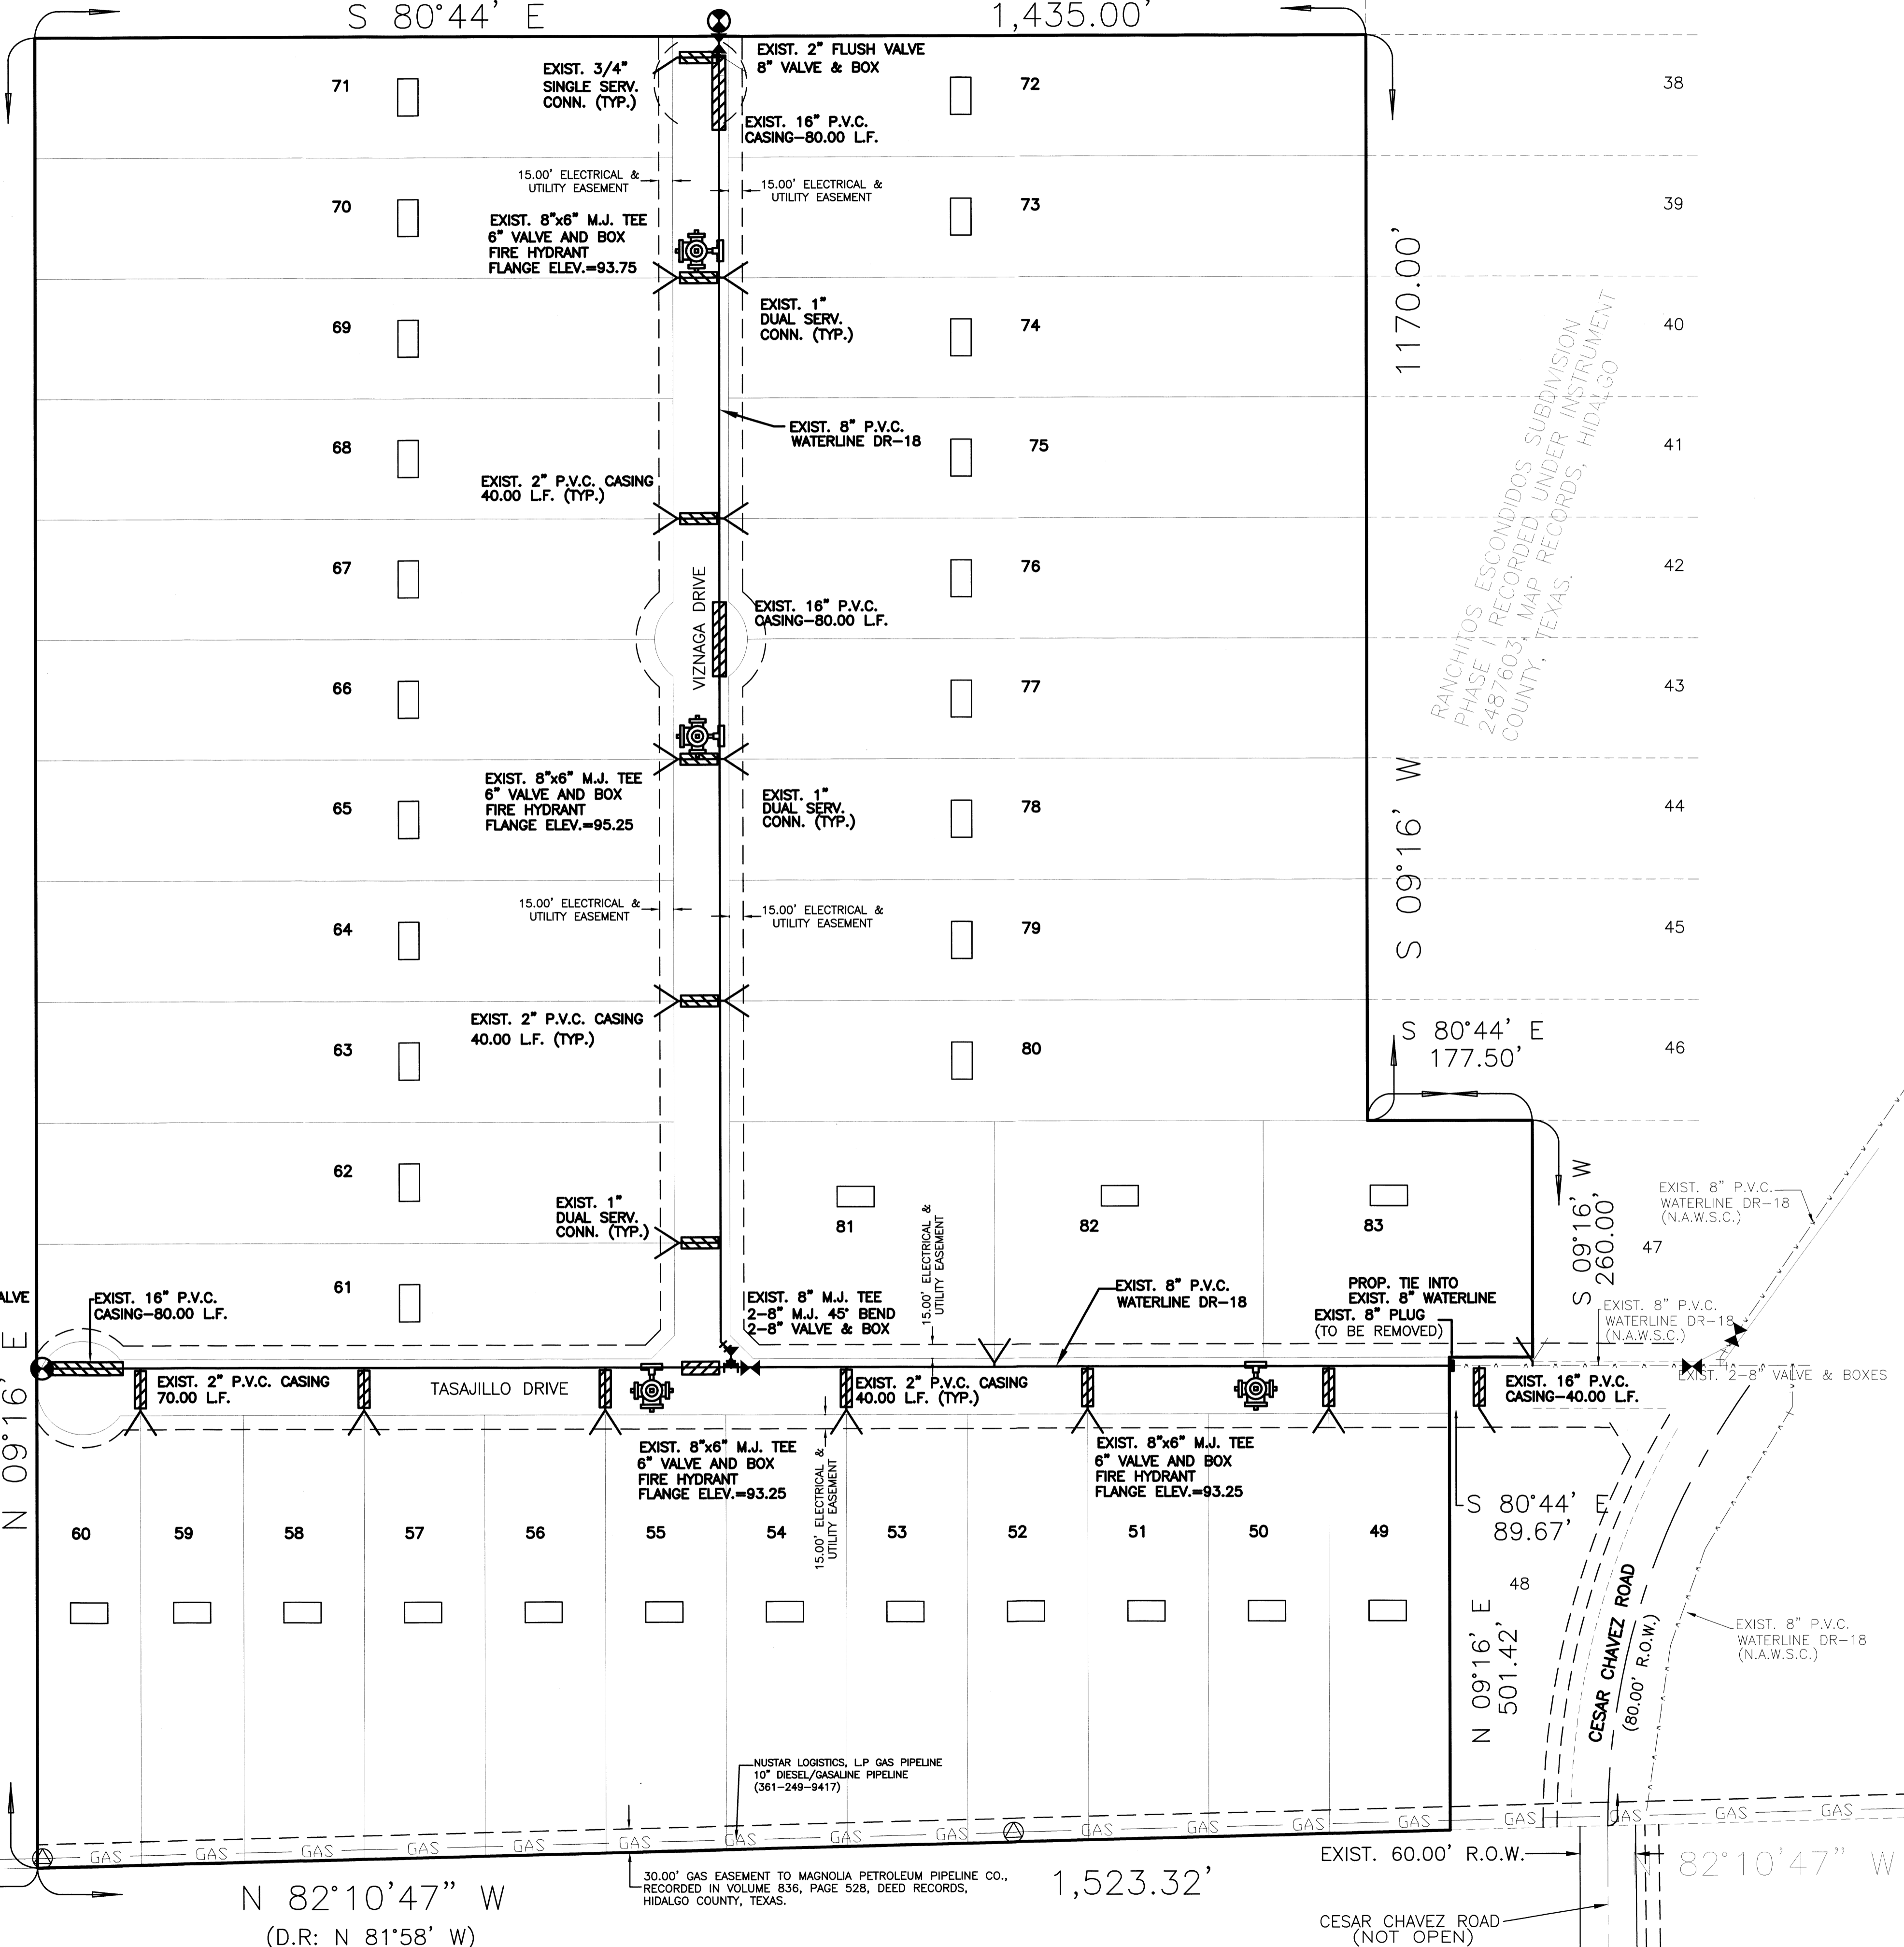 S 80°44' E
1,435.00'
EXIST. 2" FLUSH VALVE
8" VALVE & BOX
EXIST. 3/4"
SINGLE SERV.
CONN. (TYP.)
71
72
38
EXIST. 16" P.V.C.
CASING-80.00 L.F.
15.00' ELECTRICAL &
UTILITY EASEMENT
15.00' ELECTRICAL &
UTILITY EASEMENT
70
73
39
EXIST. 8"x6" M.J. TEE
6" VALVE AND BOX
FIRE HYDRANT
FLANGE ELEV.=93.75
1170.00'
EXIST. 1"
DUAL SERV.
CONN. (TYP.)
69
74
40
RANCHITOS ESCONDIDOS SUBDIVISION
PHASE I RECORDED UNDER INSTRUMENT
2487603, MAP RECORDS, HIDALGO
COUNTY, TEXAS.
EXIST. 8" P.V.C.
WATERLINE DR-18
68
75
41
EXIST. 2" P.V.C. CASING
40.00 L.F. (TYP.)
67
76
42
VIZNAGA DRIVE
EXIST. 16" P.V.C.
CASING-80.00 L.F.
66
77
43
EXIST. 8"x6" M.J. TEE
6" VALVE AND BOX
FIRE HYDRANT
FLANGE ELEV.=95.25
EXIST. 1"
DUAL SERV.
CONN. (TYP.)
65
78
44
S 09°16' W
15.00' ELECTRICAL &
UTILITY EASEMENT
15.00' ELECTRICAL &
UTILITY EASEMENT
64
79
45
EXIST. 2" P.V.C. CASING
40.00 L.F. (TYP.)
S 80°44' E
177.50'
63
80
46
62
EXIST. 1"
DUAL SERV.
CONN. (TYP.)
81
82
83
15.00' ELECTRICAL &
UTILITY EASEMENT
S 09°16' W
260.00'
EXIST. 8" P.V.C.
WATERLINE DR-18
(N.A.W.S.C.)
47
61
ALVE
EXIST. 16" P.V.C.
CASING-80.00 L.F.
EXIST. 8" M.J. TEE
2-8" M.J. 45° BEND
2-8" VALVE & BOX
EXIST. 8" P.V.C.
WATERLINE DR-18
PROP. TIE INTO
EXIST. 8" WATERLINE
EXIST. 8" PLUG
(TO BE REMOVED)
EXIST. 8" P.V.C.
WATERLINE DR-18
(N.A.W.S.C.)
EXIST. 2-8" VALVE & BOXES
N 09°16' E
EXIST. 2" P.V.C. CASING
70.00 L.F.
TASAJILLO DRIVE
EXIST. 2" P.V.C. CASING
40.00 L.F. (TYP.)
EXIST. 16" P.V.C.
CASING-40.00 L.F.
EXIST. 8"x6" M.J. TEE
6" VALVE AND BOX
FIRE HYDRANT
FLANGE ELEV.=93.25
15.00' ELECTRICAL &
UTILITY EASEMENT
EXIST. 8"x6" M.J. TEE
6" VALVE AND BOX
FIRE HYDRANT
FLANGE ELEV.=93.25
S 80°44' E
89.67'
60
59
58
57
56
55
54
53
52
51
50
49
48
N 09°16' E
501.42'
CESAR CHAVEZ ROAD
(80.00' R.O.W.)
EXIST. 8" P.V.C.
WATERLINE DR-18
(N.A.W.S.C.)
NUSTAR LOGISTICS, L.P GAS PIPELINE
10" DIESEL/GASALINE PIPELINE
(361-249-9417)
GAS GAS GAS GAS GAS GAS GAS GAS GAS GAS GAS GAS GAS GAS GAS GAS GAS
EXIST. 60.00' R.O.W.
N 82°10'47" W
30.00' GAS EASEMENT TO MAGNOLIA PETROLEUM PIPELINE CO.,
RECORDED IN VOLUME 836, PAGE 528, DEED RECORDS,
HIDALGO COUNTY, TEXAS.
1,523.32'
N 82°10'47" W
(D.R: N 81°58' W)
CESAR CHAVEZ ROAD
(NOT OPEN)